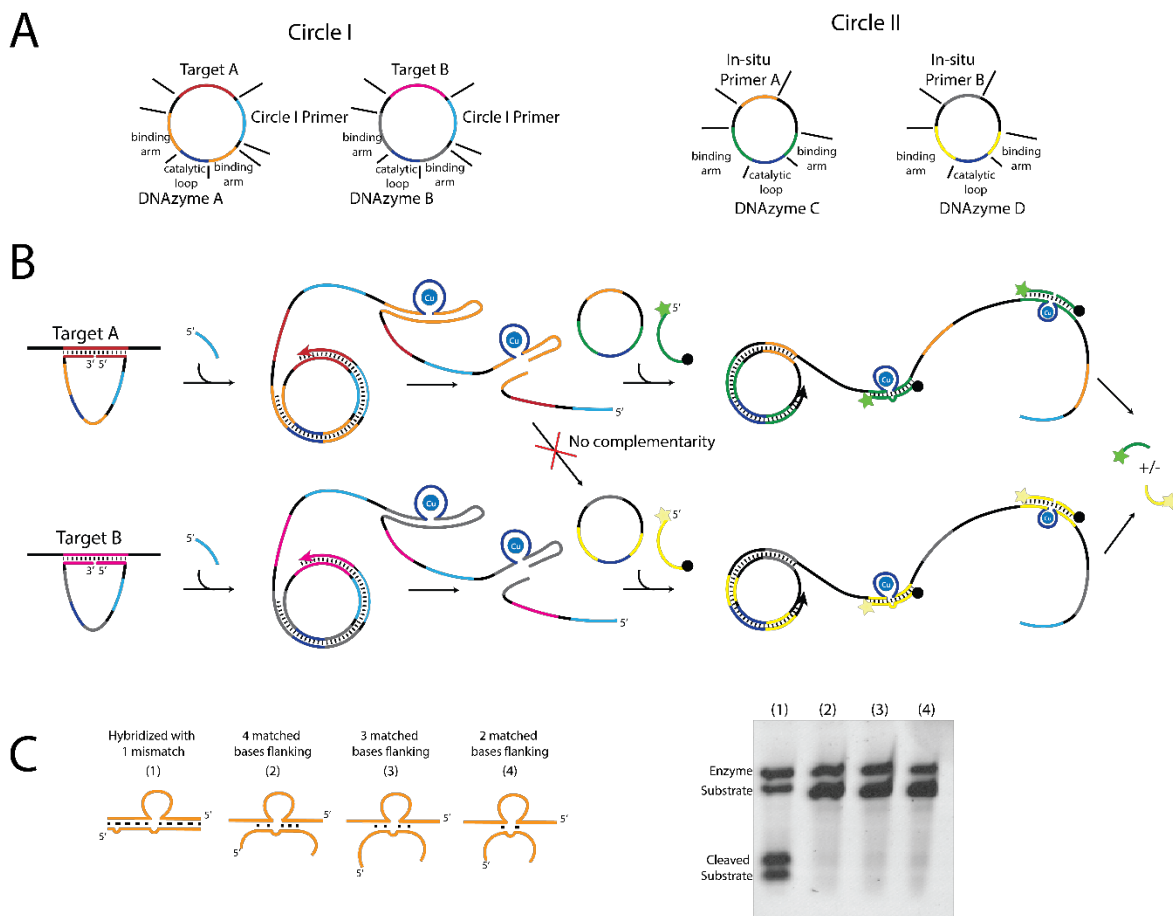 A
Circle I
Circle II
Target A
Target B
Circle I Primer
Circle I Primer
binding
arm
catalytic
loop
binding
arm
DNAzyme A
binding
arm
catalytic
loop
binding
arm
DNAzyme B
In-situ
Primer A
In-situ
Primer B
binding
arm
catalytic
loop
binding
arm
DNAzyme C
binding
arm
catalytic
loop
binding
arm
DNAzyme D
B
Target A
3' 5'
5'
Cu
Cu
5'
5'
Cu
Cu
No complementarity
+/-
Target B
3' 5'
5'
Cu
Cu
5'
5'
Cu
Cu
C
Hybridized with
1 mismatch
(1)
4 matched
bases flanking
(2)
3 matched
bases flanking
(3)
2 matched
bases flanking
(4)
5'
5'
5'
5'
5'
5'
5'
5'
(1) (2) (3) (4)
Enzyme
Substrate
Cleaved
Substrate